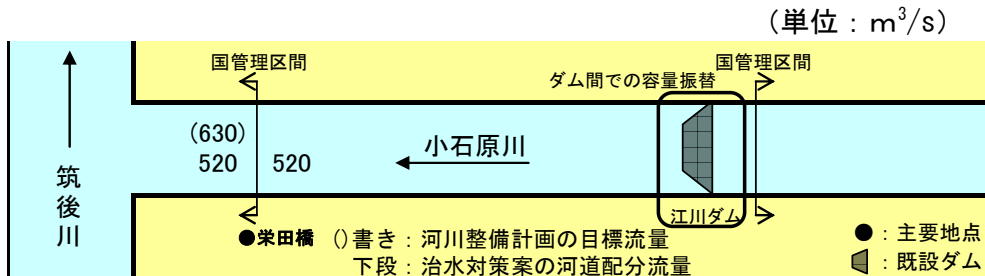 （単位：m³/s）
国管理区間
国管理区間
ダム間での容量振替
(630)
520
520
小石原川
筑後川
江川ダム
●栄田橋
()書き：河川整備計画の目標流量
下段：治水対策案の河道配分流量
●：主要地点
：既設ダム